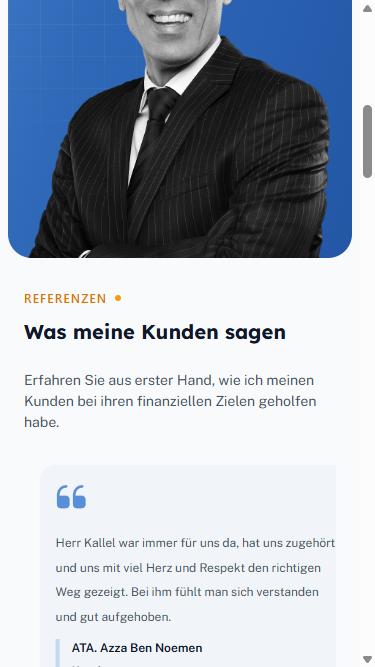 REFERENZEN
Was meine Kunden sagen
Erfahren Sie aus erster Hand, wie ich meinen
Kunden bei ihren finanziellen Zielen geholfen
habe.
Herr Kallel war immer für uns da, hat uns zugehört
und uns mit viel Herz und Respekt den richtigen
Weg gezeigt. Bei ihm fühlt man sich verstanden
und gut aufgehoben.
ATA. Azza Ben Noemen